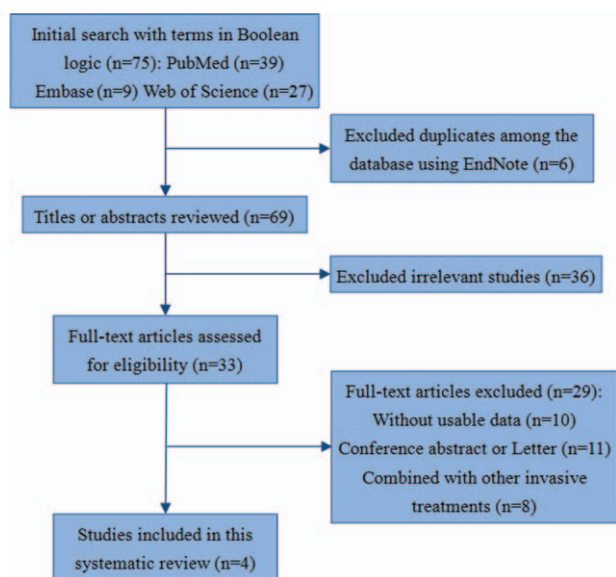 Initial search with terms in Boolean
logic (n=75): PubMed (n=39)
Embase (n=9) Web of Science (n=27)
Excluded duplicates among the
database using EndNote (n=6)
Titles or abstracts reviewed (n=69)
Excluded irrelevant studies (n=36)
Full-text articles assessed
for eligibility (n=33)
Full-text articles excluded (n=29):
Without usable data (n=10)
Conference abstract or Letter (n=11)
Combined with other invasive
treatments (n=8)
Studies included in this
systematic review (n=4)